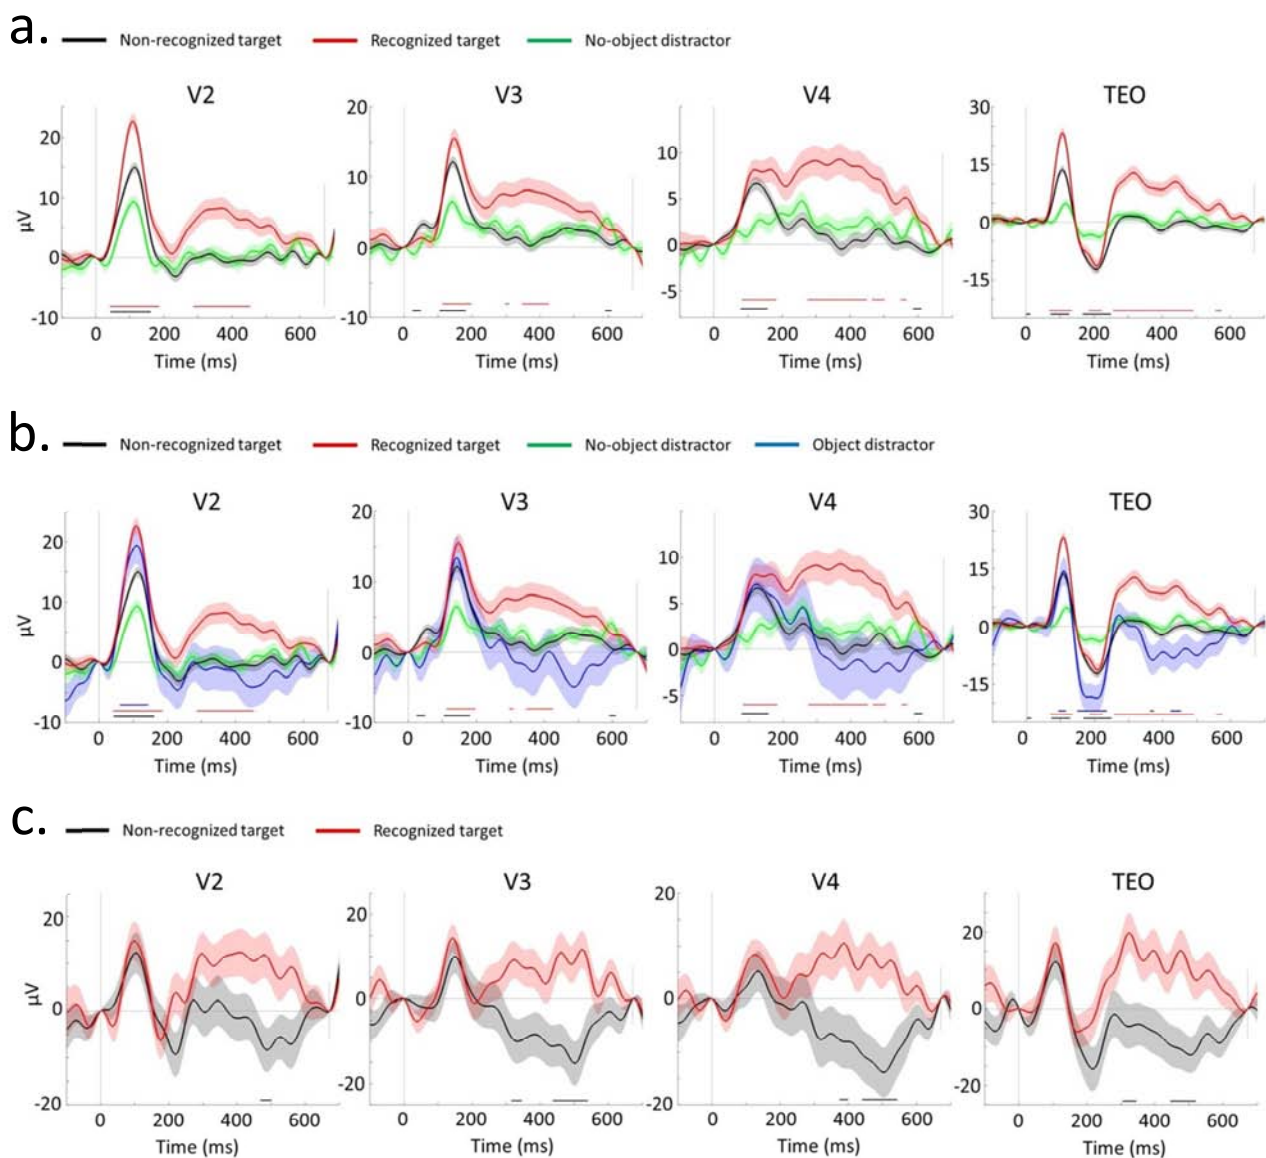 a. Non-recognized target Recognized target No-object distractor
V2 V3 V4 TEO
20 20 10 30
10 10 5 15
0 0 0 0
-10 -10 -5 -15
µV
0 200 400 600 0 200 400 600 0 200 400 600 0 200 400 600
Time (ms) Time (ms) Time (ms) Time (ms)
b. Non-recognized target Recognized target No-object distractor Object distractor
V2 V3 V4 TEO
20 20 10 30
10 10 5 15
0 0 0 0
-10 -10 -5 -15
µV
0 200 400 600 0 200 400 600 0 200 400 600 0 200 400 600
Time (ms) Time (ms) Time (ms) Time (ms)
c. Non-recognized target Recognized target
V2 V3 V4 TEO
20 20 20 20
0 0 0 0
-20 -20 -20 -20
µV
0 200 400 600 0 200 400 600 0 200 400 600 0 200 400 600
Time (ms) Time (ms) Time (ms) Time (ms)